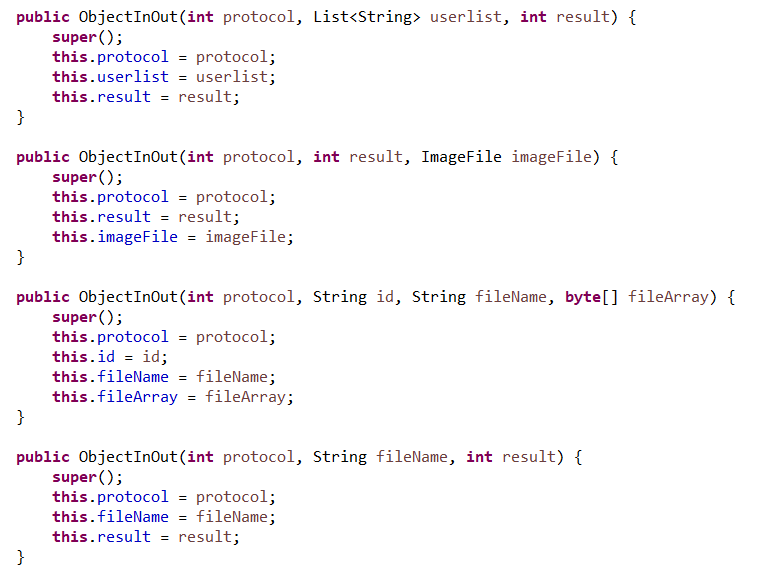 public ObjectInOut(int protocol, List<String> userlist, int result) {
    super();
    this.protocol = protocol;
    this.userlist = userlist;
    this.result = result;
}

public ObjectInOut(int protocol, int result, ImageFile imageFile) {
    super();
    this.protocol = protocol;
    this.result = result;
    this.imageFile = imageFile;
}

public ObjectInOut(int protocol, String id, String fileName, byte[] fileArray) {
    super();
    this.protocol = protocol;
    this.id = id;
    this.fileName = fileName;
    this.fileArray = fileArray;
}

public ObjectInOut(int protocol, String fileName, int result) {
    super();
    this.protocol = protocol;
    this.fileName = fileName;
    this.result = result;
}